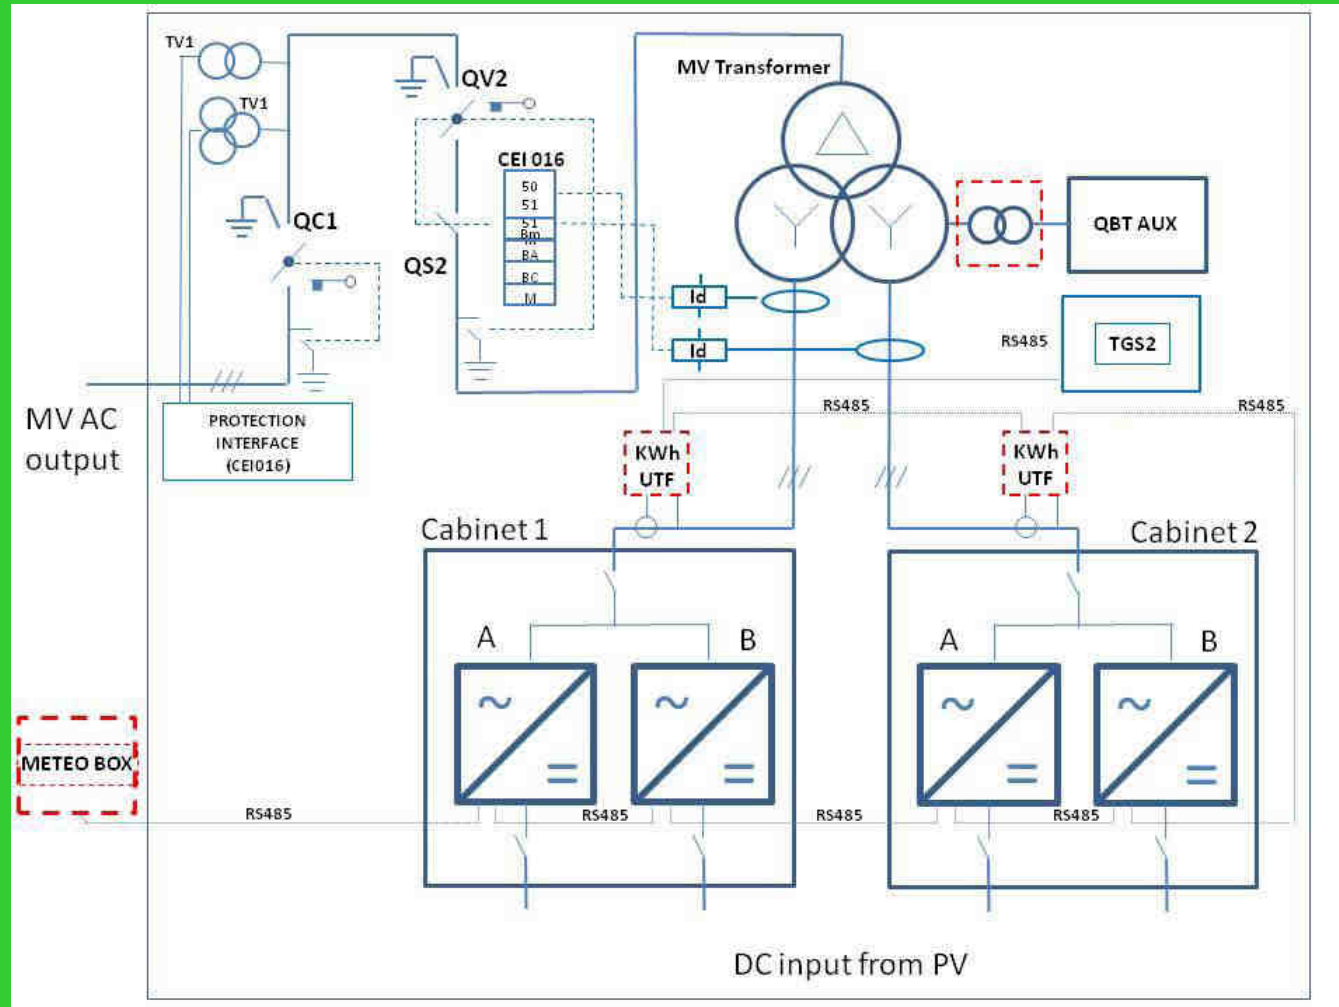 TV1
TV1
QV2
MV Transformer
CEI 016
50
51
51
Bm
BA
BC
M
QC1
QS2
QBT AUX
Id
Id
RS485
TGS2
MV AC
output
PROTECTION
INTERFACE
(CEI016)
RS485
RS485
KWh
UTF
KWh
UTF
Cabinet 1
Cabinet 2
A
B
A
B
METEO BOX
RS485
RS485
RS485
RS485
DC input from PV